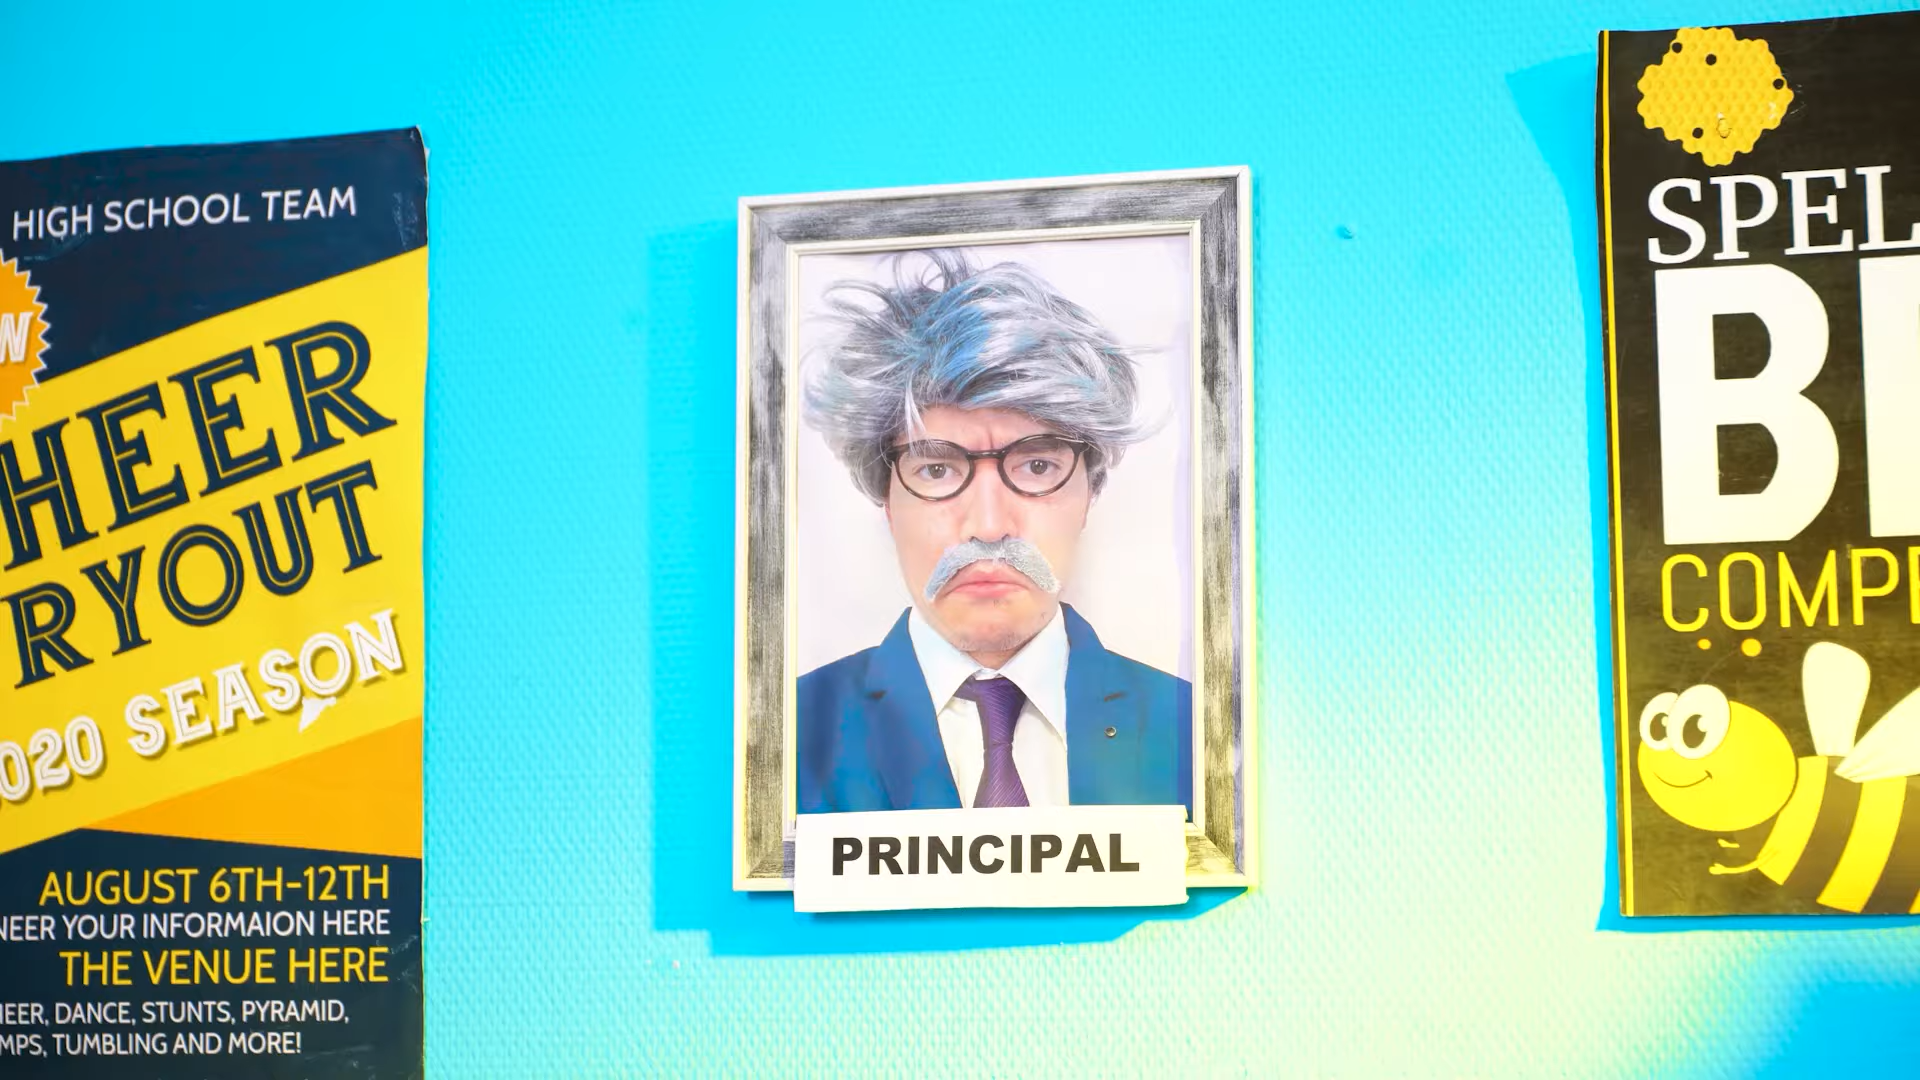 HIGH SCHOOL TEAM
HEER
RYOUT
020 SEASON
AUGUST 6TH-12TH
NEER YOUR INFORMAION HERE
THE VENUE HERE
HEER, DANCE, STUNTS, PYRAMID,
MPS, TUMBLING AND MORE!
PRINCIPAL
SPEL
B
COMP